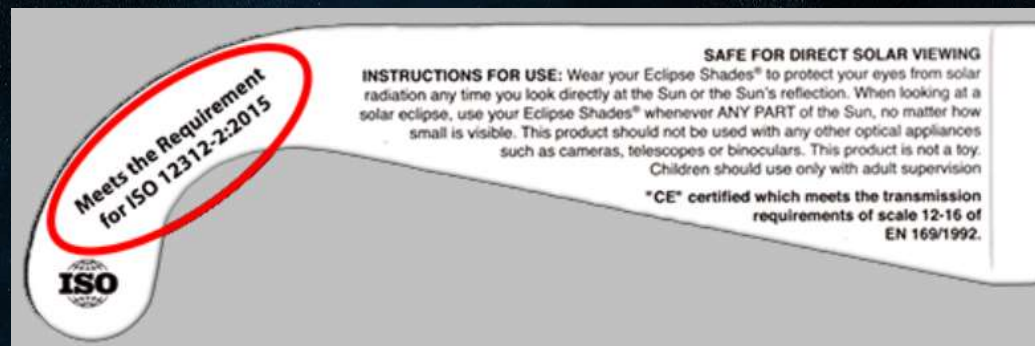 Meets the Requirement
for ISO 12312-2:2015
ISO
SAFE FOR DIRECT SOLAR VIEWING
INSTRUCTIONS FOR USE: Wear your Eclipse Shades® to protect your eyes from solar
radiation any time you look directly at the Sun or the Sun's reflection. When looking at a
solar eclipse, use your Eclipse Shades® whenever ANY PART of the Sun, no matter how
small is visible. This product should not be used with any other optical appliances
such as cameras, telescopes or binoculars. This product is not a toy.
Children should use only with adult supervision
"CE" certified which meets the transmission
requirements of scale 12-16 of
EN 169/1992.